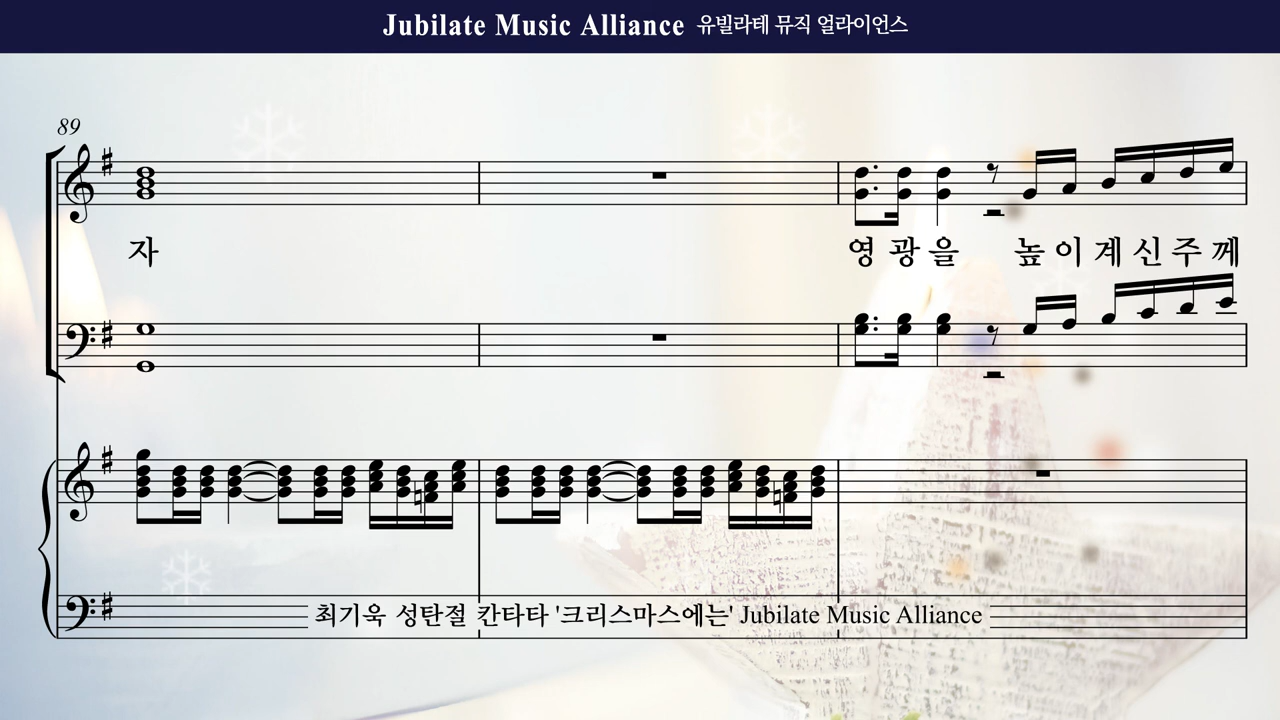 Jubilate Music Alliance 유빌라테 뮤직 얼라이언스
89
자 영 광 을 높 이 계 신 주 께
최기욱 성탄절 칸타타 '크리스마스에는' Jubilate Music Alliance